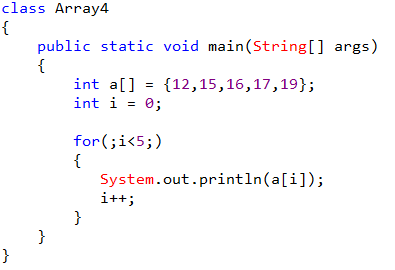 class Array4
{
    public static void main(String[] args)
    {
        int a[] = {12,15,16,17,19};
        int i = 0;

        for(;i<5;)
        {
           System.out.println(a[i]);
           i++;
        }
    }
}